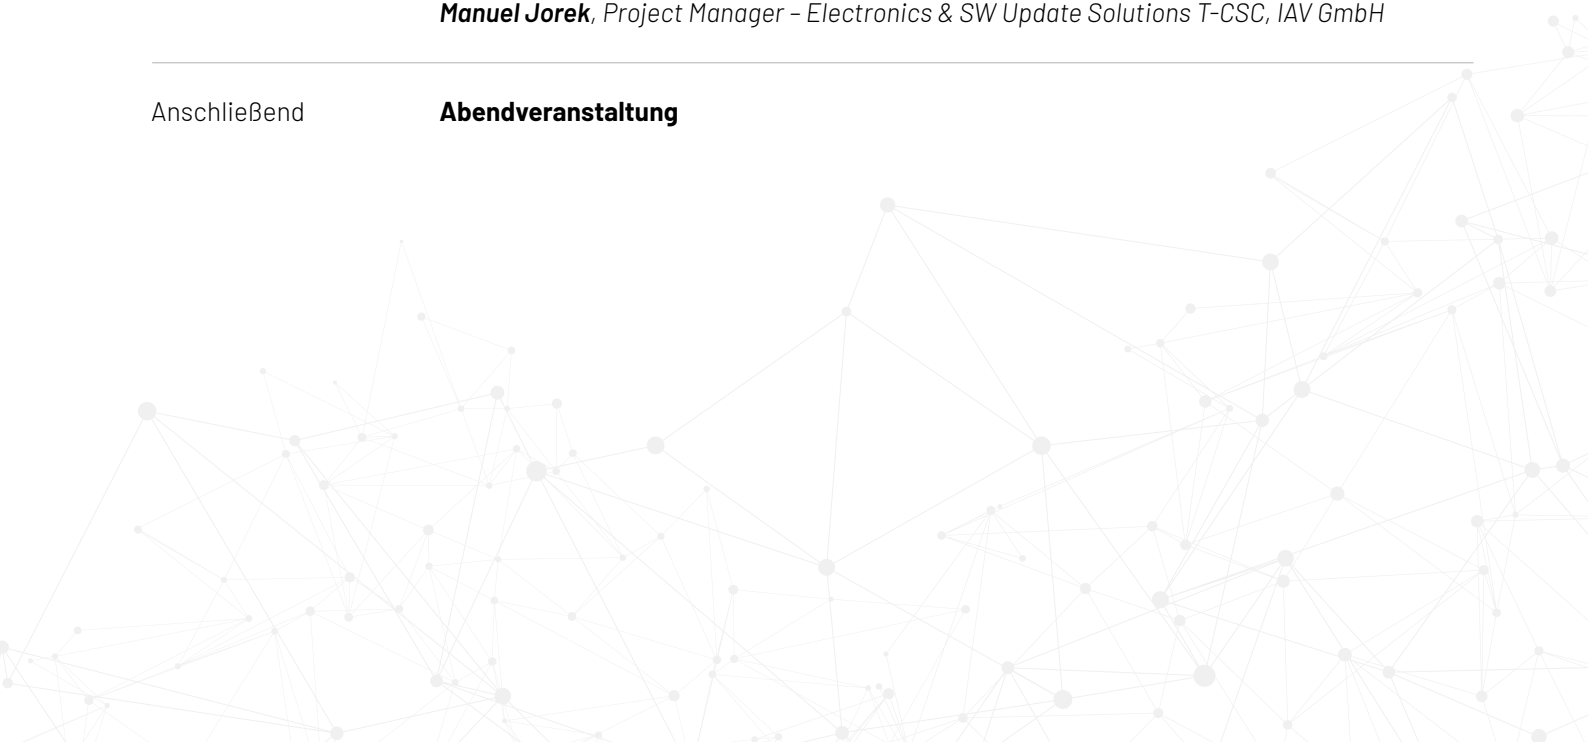 Manuel Jorek, Project Manager – Electronics & SW Update Solutions T-CSC, IAV GmbH
Anschließend Abendveranstaltung